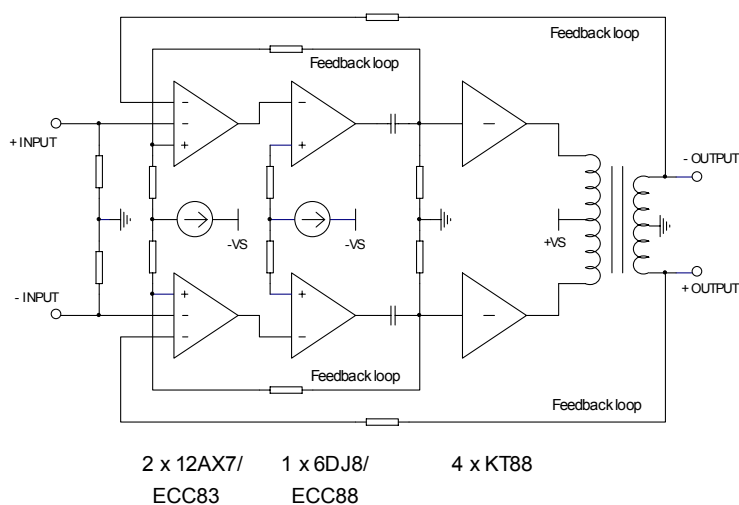 Feedback loop
Feedback loop
−
−
+
−
+
−
+ INPUT
- OUTPUT
-VS
-VS
+VS
- INPUT
+
−
−
+
−
−
+ OUTPUT
Feedback loop
Feedback loop
2 x 12AX7/
ECC83
1 x 6DJ8/
ECC88
4 x KT88